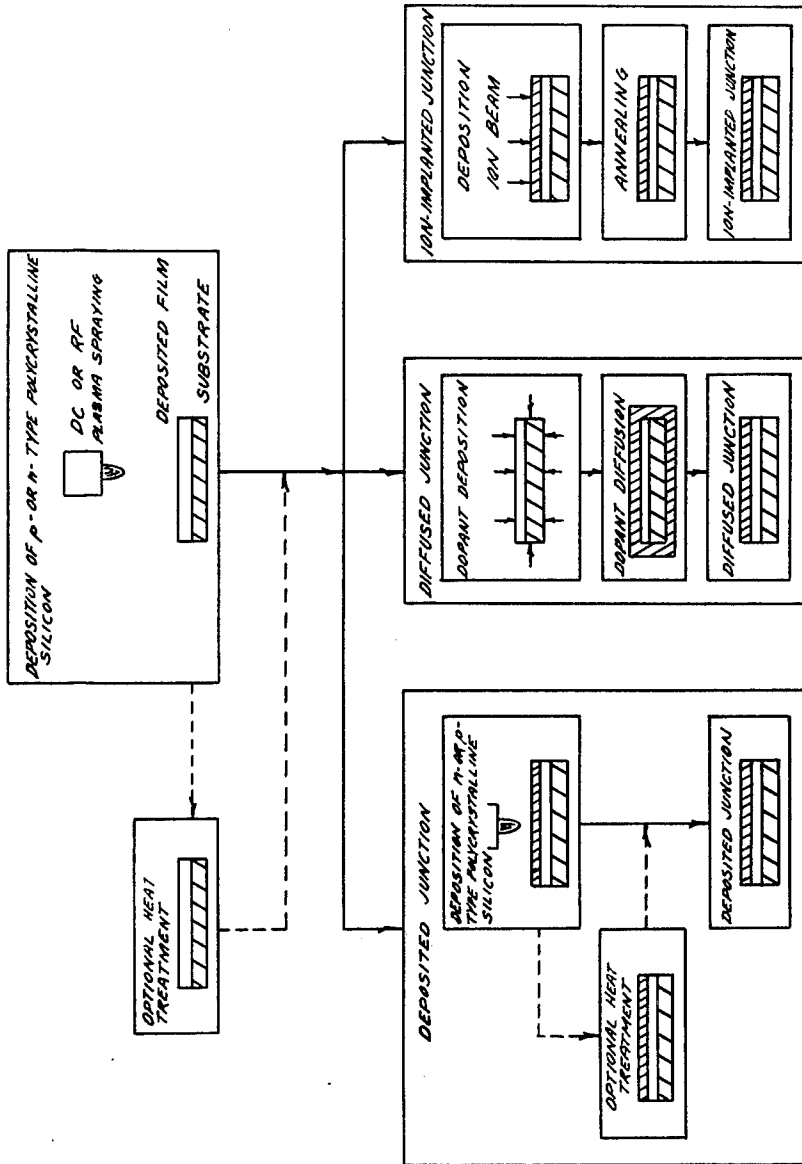 DEPOSITION OF p- OR n- TYPE POLYCRYSTALLINE
SILICON
DC OR RF
PLASMA SPRAYING
DEPOSITED FILM
SUBSTRATE
OPTIONAL HEAT
TREATMENT
DEPOSITED JUNCTION
DEPOSITION OF n- OR p-
TYPE POLYCRYSTALLINE
SILICON
OPTIONAL HEAT
TREATMENT
DEPOSITED JUNCTION
DIFFUSED JUNCTION
DOPANT DEPOSITION
DOPANT DIFFUSION
DIFFUSED JUNCTION
ION-IMPLANTED JUNCTION
DEPOSITION
ION BEAM
ANNEALING
ION-IMPLANTED JUNCTION